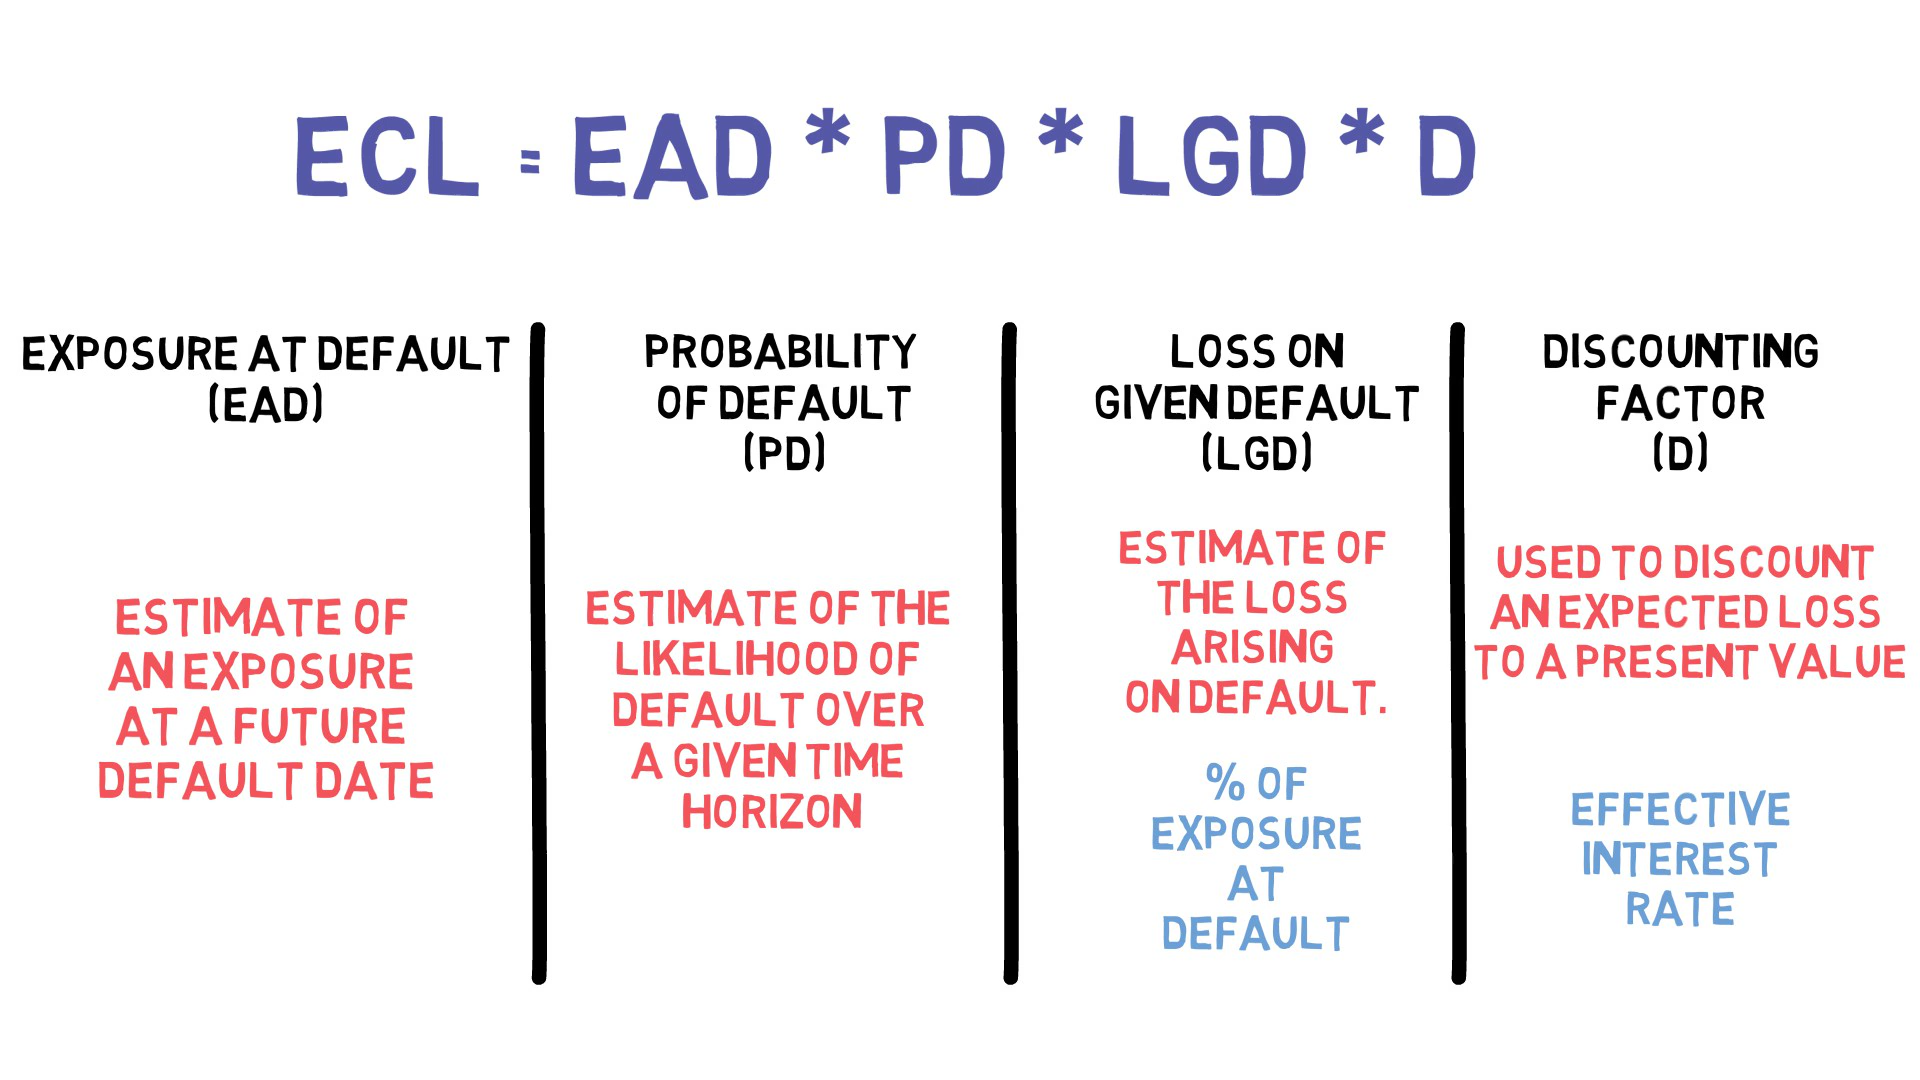 ECL = EAD * PD * LGD * D
EXPOSURE AT DEFAULT
(EAD)
ESTIMATE OF
AN EXPOSURE
AT A FUTURE
DEFAULT DATE
PROBABILITY
OF DEFAULT
(PD)
ESTIMATE OF THE
LIKELIHOOD OF
DEFAULT OVER
A GIVEN TIME
HORIZON
LOSS ON
GIVEN DEFAULT
(LGD)
ESTIMATE OF
THE LOSS
ARISING
ON DEFAULT.
% OF
EXPOSURE
AT
DEFAULT
DISCOUNTING
FACTOR
(D)
USED TO DISCOUNT
AN EXPECTED LOSS
TO A PRESENT VALUE
EFFECTIVE
INTEREST
RATE